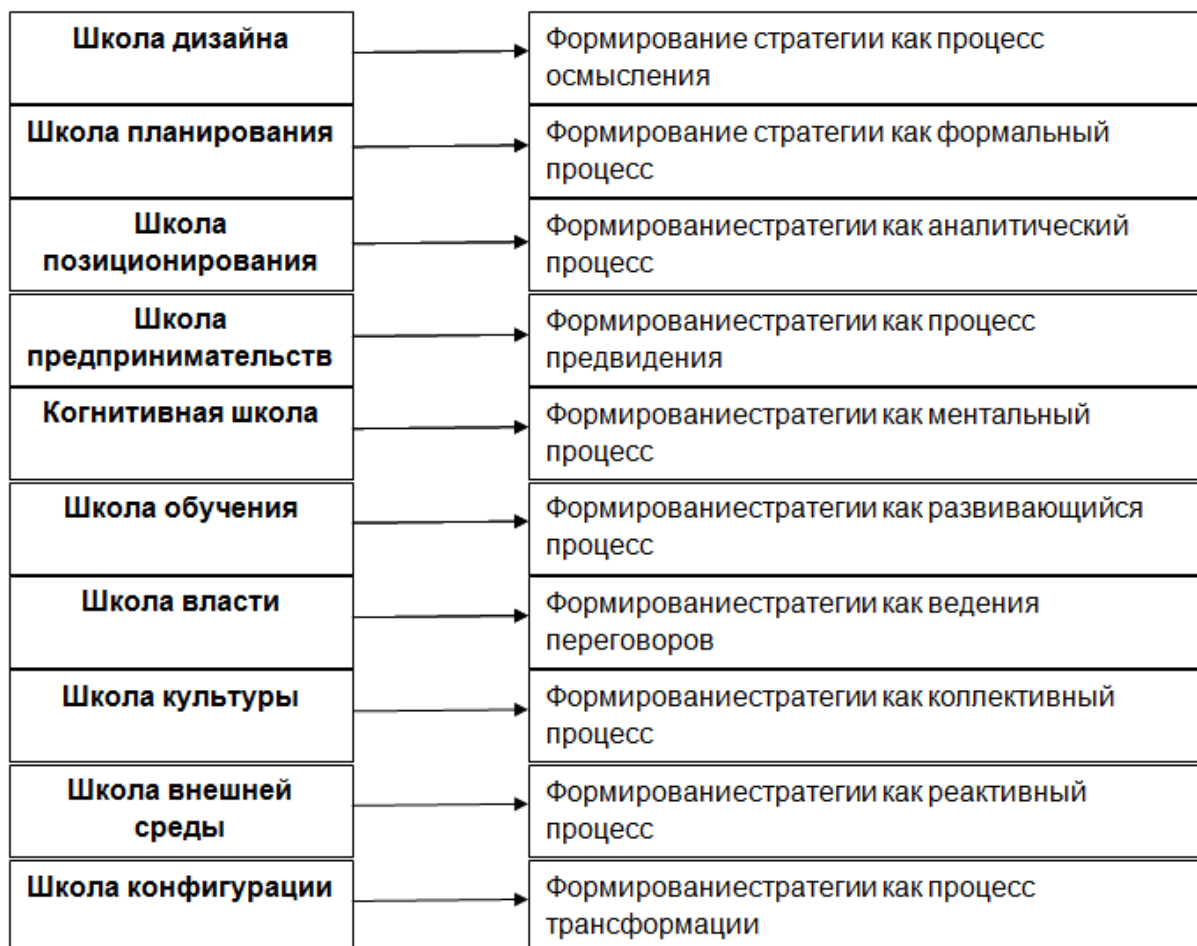 Школа дизайна
Формирование стратегии как процесс
осмысления
Школа планирования
Формирование стратегии как формальный
процесс
Школа
позиционирования
Формированиестратегии как аналитический
процесс
Школа
предпринимательств
Формированиестратегии как процесс
предвидения
Когнитивная школа
Формированиестратегии как ментальный
процесс
Школа обучения
Формированиестратегии как развивающийся
процесс
Школа власти
Формированиестратегии как ведения
переговоров
Школа культуры
Формированиестратегии как коллективный
процесс
Школа внешней
среды
Формированиестратегии как реактивный
процесс
Школа конфигурации
Формированиестратегии как процесс
трансформации